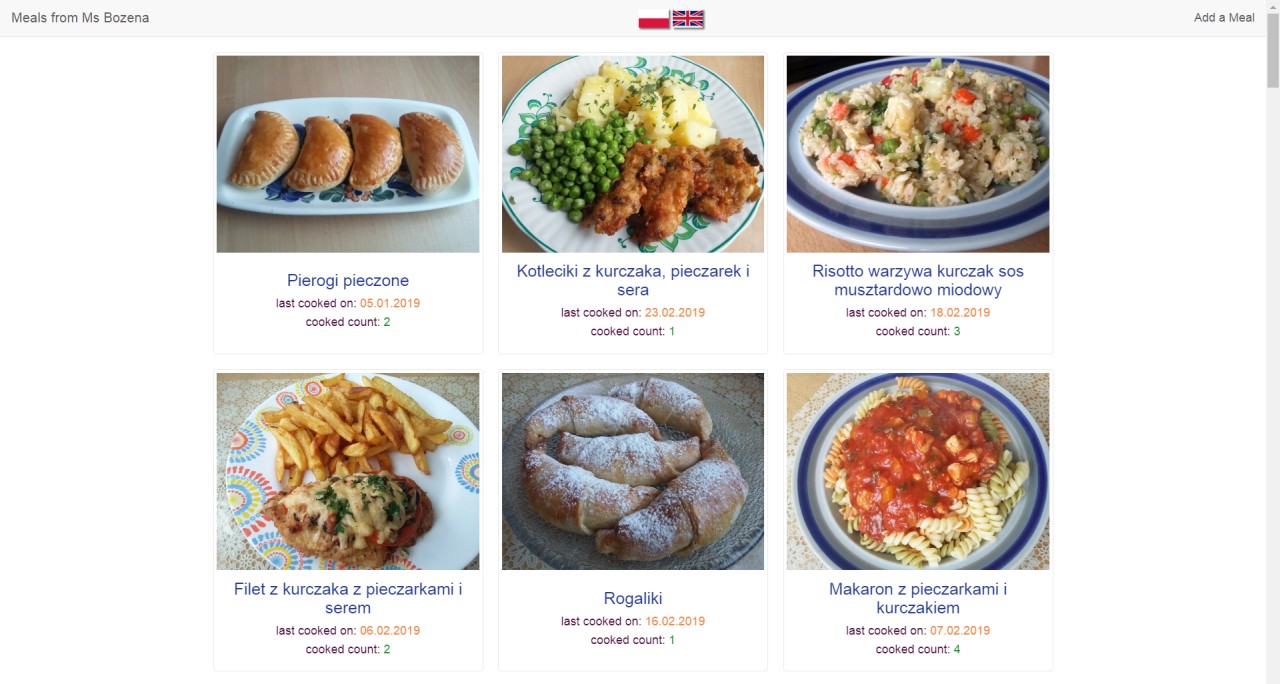 Meals from Ms Bozena
Add a Meal
Pierogi pieczone
last cooked on: 05.01.2019
cooked count: 2
Kotleciki z kurczaka, pieczarek i
sera
last cooked on: 23.02.2019
cooked count: 1
Risotto warzywa kurczak sos
musztardowo miodowy
last cooked on: 18.02.2019
cooked count: 3
Filet z kurczaka z pieczarkami i
serem
last cooked on: 06.02.2019
cooked count: 2
Rogaliki
last cooked on: 16.02.2019
cooked count: 1
Makaron z pieczarkami i
kurczakiem
last cooked on: 07.02.2019
cooked count: 4